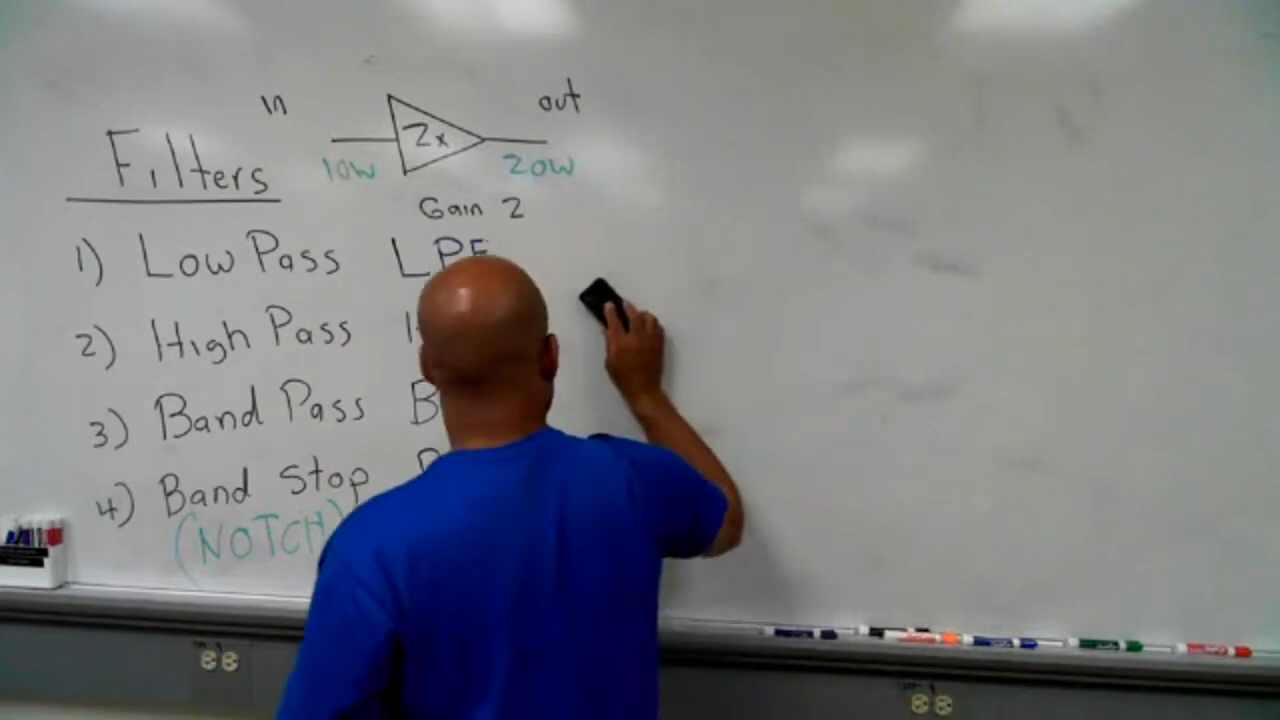 In out
2x
10W 20W
Filters
Gain 2
1) Low Pass LPF
2) High Pass
3) Band Pass
4) Band Stop
(NOTCH)